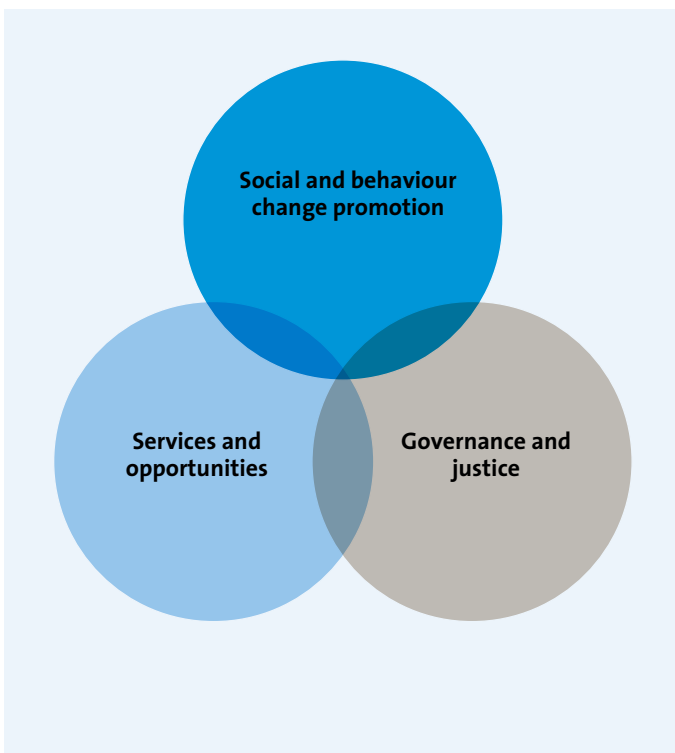 Social and behaviour
change promotion
Services and
opportunities
Governance and
justice